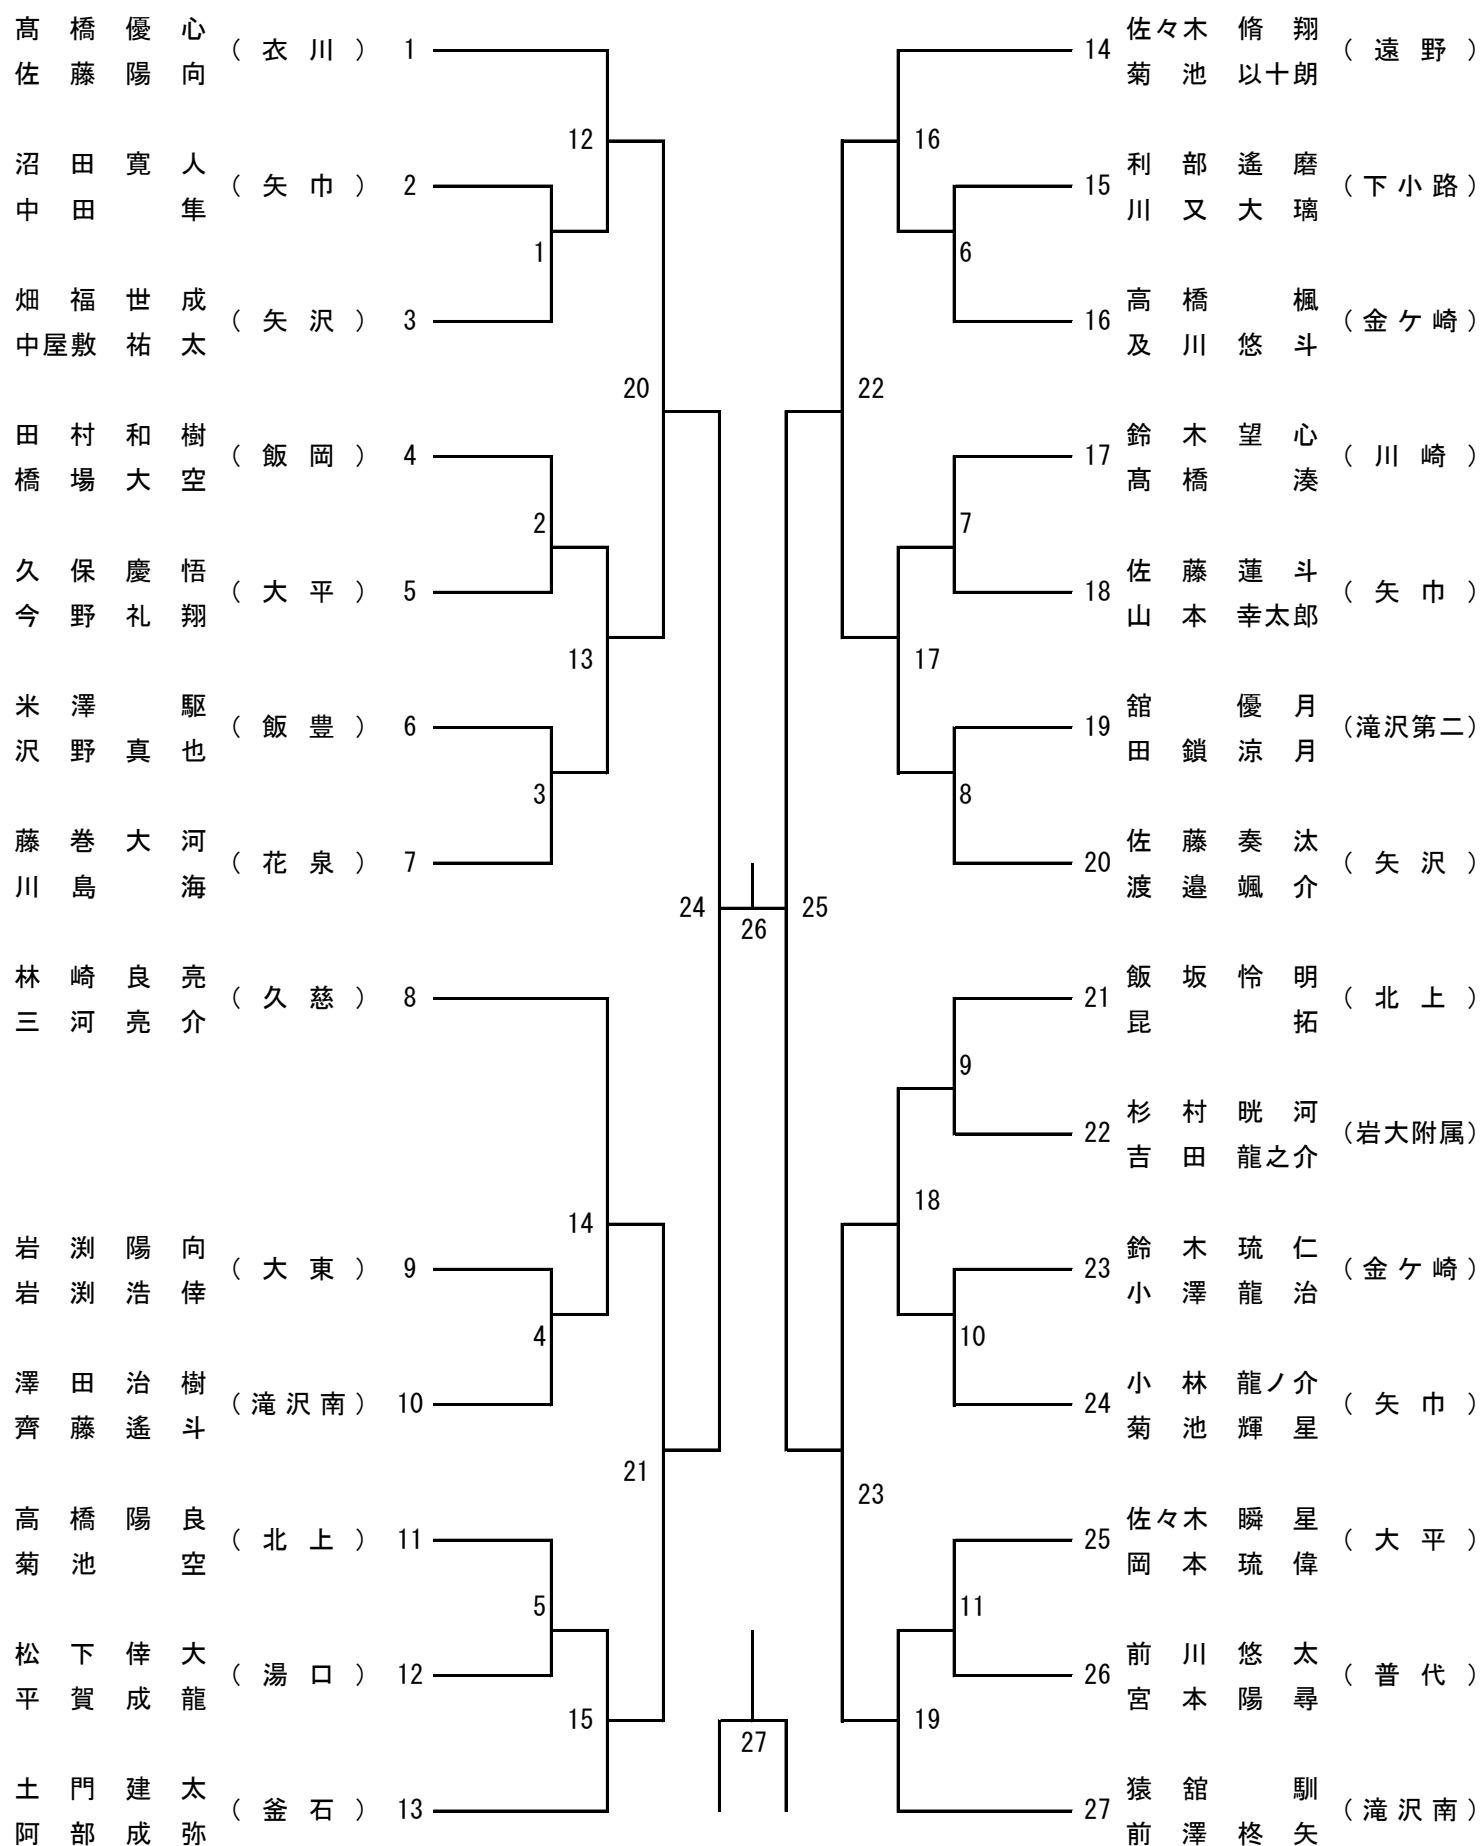 髙橋優心
(衣川) 1
佐藤陽向
沼田寛人
(矢巾) 2
中田隼
畑福世成
(矢沢) 3
中屋敷祐太
田村和樹
(飯岡) 4
橋場大空
久保慶悟
(大平) 5
今野礼翔
米澤駆
(飯豊) 6
沢野真也
藤巻大河
(花泉) 7
川島海
林崎良亮
(久慈) 8
三河亮介
岩渕陽向
(大東) 9
岩渕浩倖
澤田治樹
(滝沢南) 10
齊藤遙斗
高橋陽良
(北上) 11
菊池空
松下倖大
(湯口) 12
平賀成龍
土門建太
(釜石) 13
阿部成弥
12
1
20
2
13
3
24
14
4
21
5
15
26
27
25
16
6
22
7
17
8
9
18
10
23
11
19
佐々木脩翔
14 (遠野)
菊池以十朗
利部遙磨
15 (下小路)
川又大璃
高橋楓
16 (金ケ崎)
及川悠斗
鈴木望心
17 (川崎)
髙橋湊
佐藤蓮斗
18 (矢巾)
山本幸太郎
舘優月
19 (滝沢第二)
田鎖涼月
佐藤奏汰
20 (矢沢)
渡邉颯介
飯坂怜明
21 (北上)
昆拓
杉村晄河
22 (岩大附属)
吉田龍之介
鈴木琉仁
23 (金ケ崎)
小澤龍治
小林龍ノ介
24 (矢巾)
菊池輝星
佐々木瞬星
25 (大平)
岡本琉偉
前川悠太
26 (普代)
宮本陽尋
猿舘馴
27 (滝沢南)
前澤柊矢